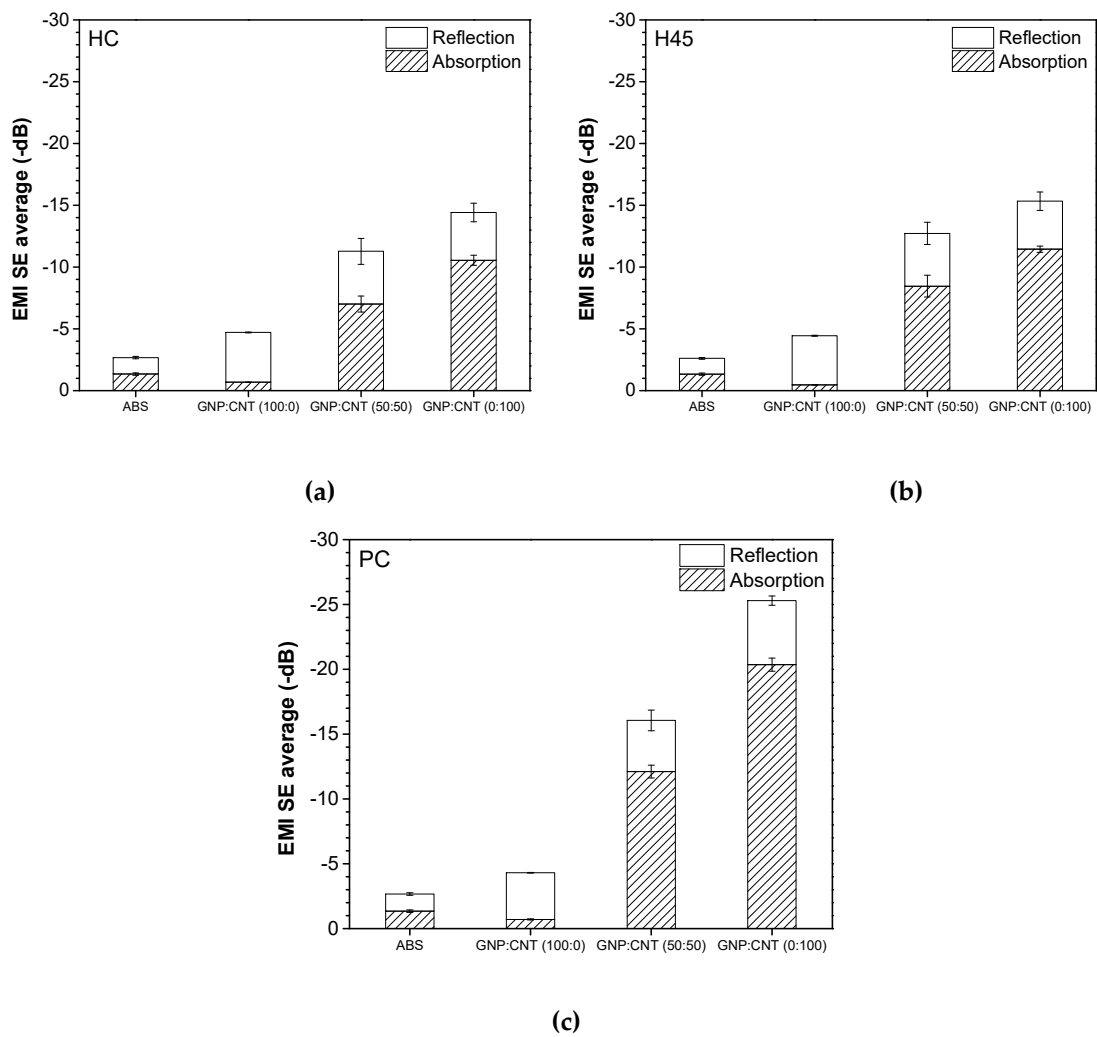 HC
Reflection
Absorption
EMI SE average (-dB)
-30
-25
-20
-15
-10
-5
0
ABS
GNP:CNT (100:0)
GNP:CNT (50:50)
GNP:CNT (0:100)
(a)
H45
Reflection
Absorption
EMI SE average (-dB)
-30
-25
-20
-15
-10
-5
0
ABS
GNP:CNT (100:0)
GNP:CNT (50:50)
GNP:CNT (0:100)
(b)
PC
Reflection
Absorption
EMI SE average (-dB)
-30
-25
-20
-15
-10
-5
0
ABS
GNP:CNT (100:0)
GNP:CNT (50:50)
GNP:CNT (0:100)
(c)